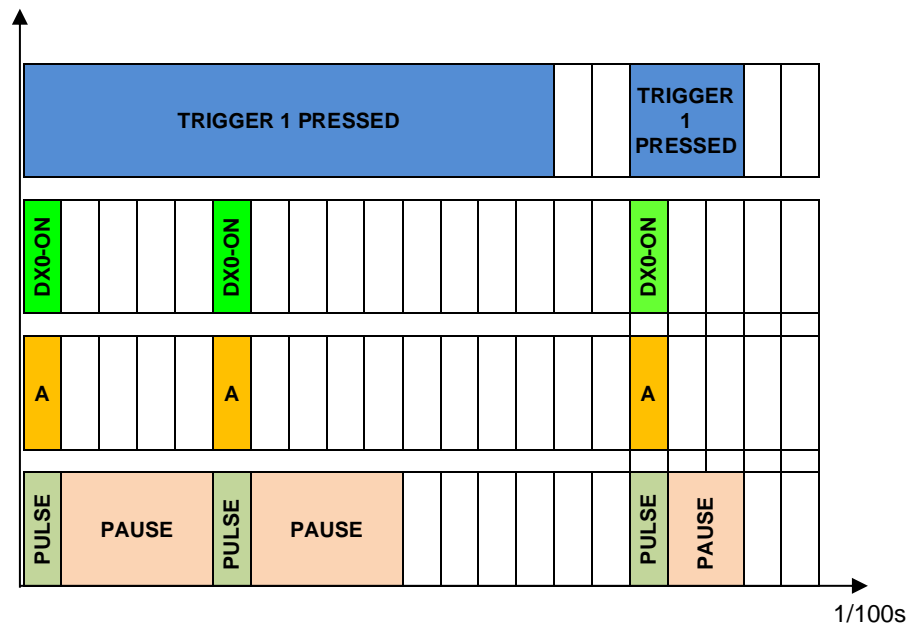 TRIGGER 1 PRESSED
TRIGGER
1
PRESSED
DX0-ON
DX0-ON
DX0-ON
A
A
A
PULSE
PAUSE
PULSE
PAUSE
PULSE
PAUSE
1/100s